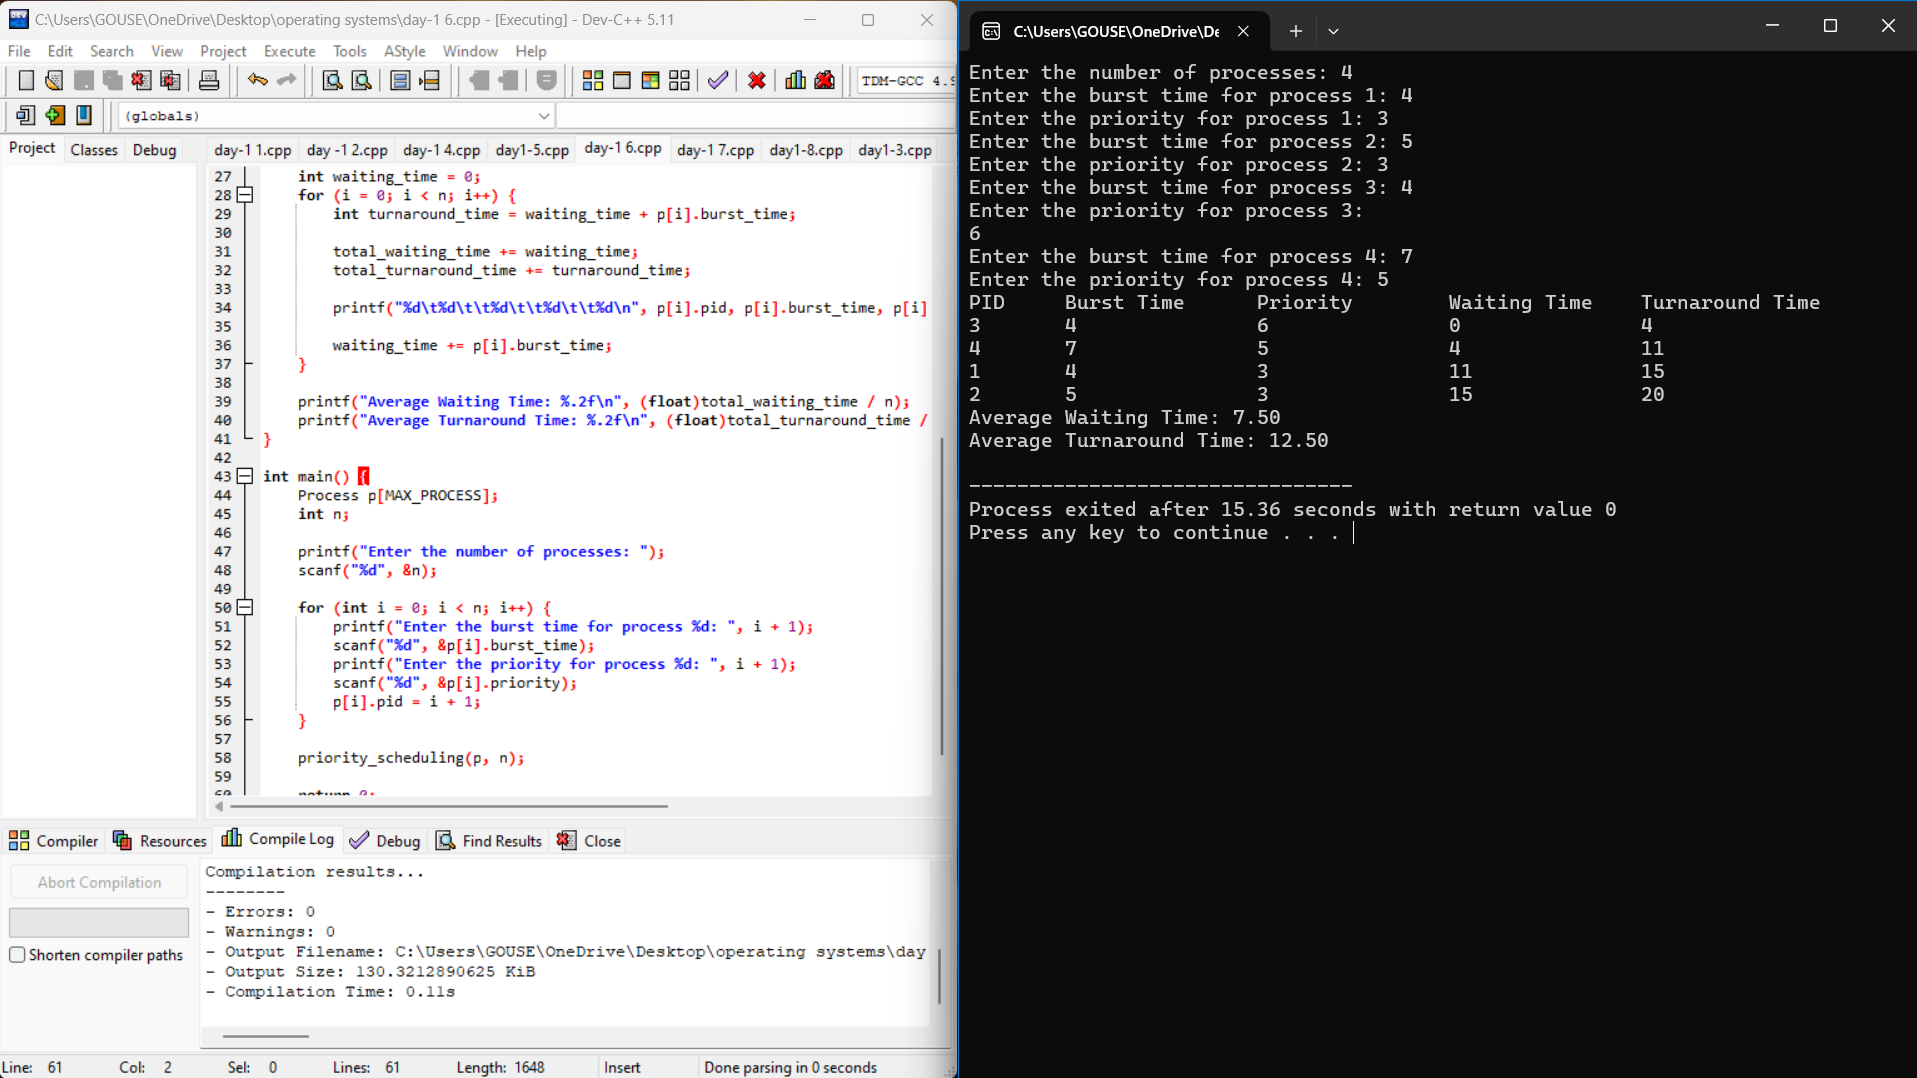 C:\Users\GOUSE\OneDrive\Desktop\operating systems\day-1 6.cpp - [Executing] - Dev-C++ 5.11
File Edit Search View Project Execute Tools AStyle Window Help
TDM-GCC 4.9
(globals)
Project Classes Debug
day-1 1.cpp day -1 2.cpp day-1 4.cpp day1-5.cpp day-1 6.cpp day-1 7.cpp day1-8.cpp day1-3.cpp
27 int waiting_time = 0;
28 for (i = 0; i < n; i++) {
29 int turnaround_time = waiting_time + p[i].burst_time;
30
31 total_waiting_time += waiting_time;
32 total_turnaround_time += turnaround_time;
33
34 printf("%d\t%d\t\t%d\t\t%d\t\t%d\n", p[i].pid, p[i].burst_time, p[i]
35
36 waiting_time += p[i].burst_time;
37 }
38
39 printf("Average Waiting Time: %.2f\n", (float)total_waiting_time / n);
40 printf("Average Turnaround Time: %.2f\n", (float)total_turnaround_time /
41 }
42
43 int main() {
44 Process p[MAX_PROCESS];
45 int n;
46
47 printf("Enter the number of processes: ");
48 scanf("%d", &n);
49
50 for (int i = 0; i < n; i++) {
51 printf("Enter the burst time for process %d: ", i + 1);
52 scanf("%d", &p[i].burst_time);
53 printf("Enter the priority for process %d: ", i + 1);
54 scanf("%d", &p[i].priority);
55 p[i].pid = i + 1;
56 }
57
58 priority_scheduling(p, n);
59
60 return 0;
Compiler Resources Compile Log Debug Find Results Close
Abort Compilation
Shorten compiler paths
Compilation results...
--------
- Errors: 0
- Warnings: 0
- Output Filename: C:\Users\GOUSE\OneDrive\Desktop\operating systems\day
- Output Size: 130.3212890625 KiB
- Compilation Time: 0.11s
Line: 61 Col: 2 Sel: 0 Lines: 61 Length: 1648 Insert Done parsing in 0 seconds
C:\Users\GOUSE\OneDrive\De
Enter the number of processes: 4
Enter the burst time for process 1: 4
Enter the priority for process 1: 3
Enter the burst time for process 2: 5
Enter the priority for process 2: 3
Enter the burst time for process 3: 4
Enter the priority for process 3:
6
Enter the burst time for process 4: 7
Enter the priority for process 4: 5
PID Burst Time Priority Waiting Time Turnaround Time
3 4 6 0 4
4 7 5 4 11
1 4 3 11 15
2 5 3 15 20
Average Waiting Time: 7.50
Average Turnaround Time: 12.50
--------------------------------
Process exited after 15.36 seconds with return value 0
Press any key to continue . . .